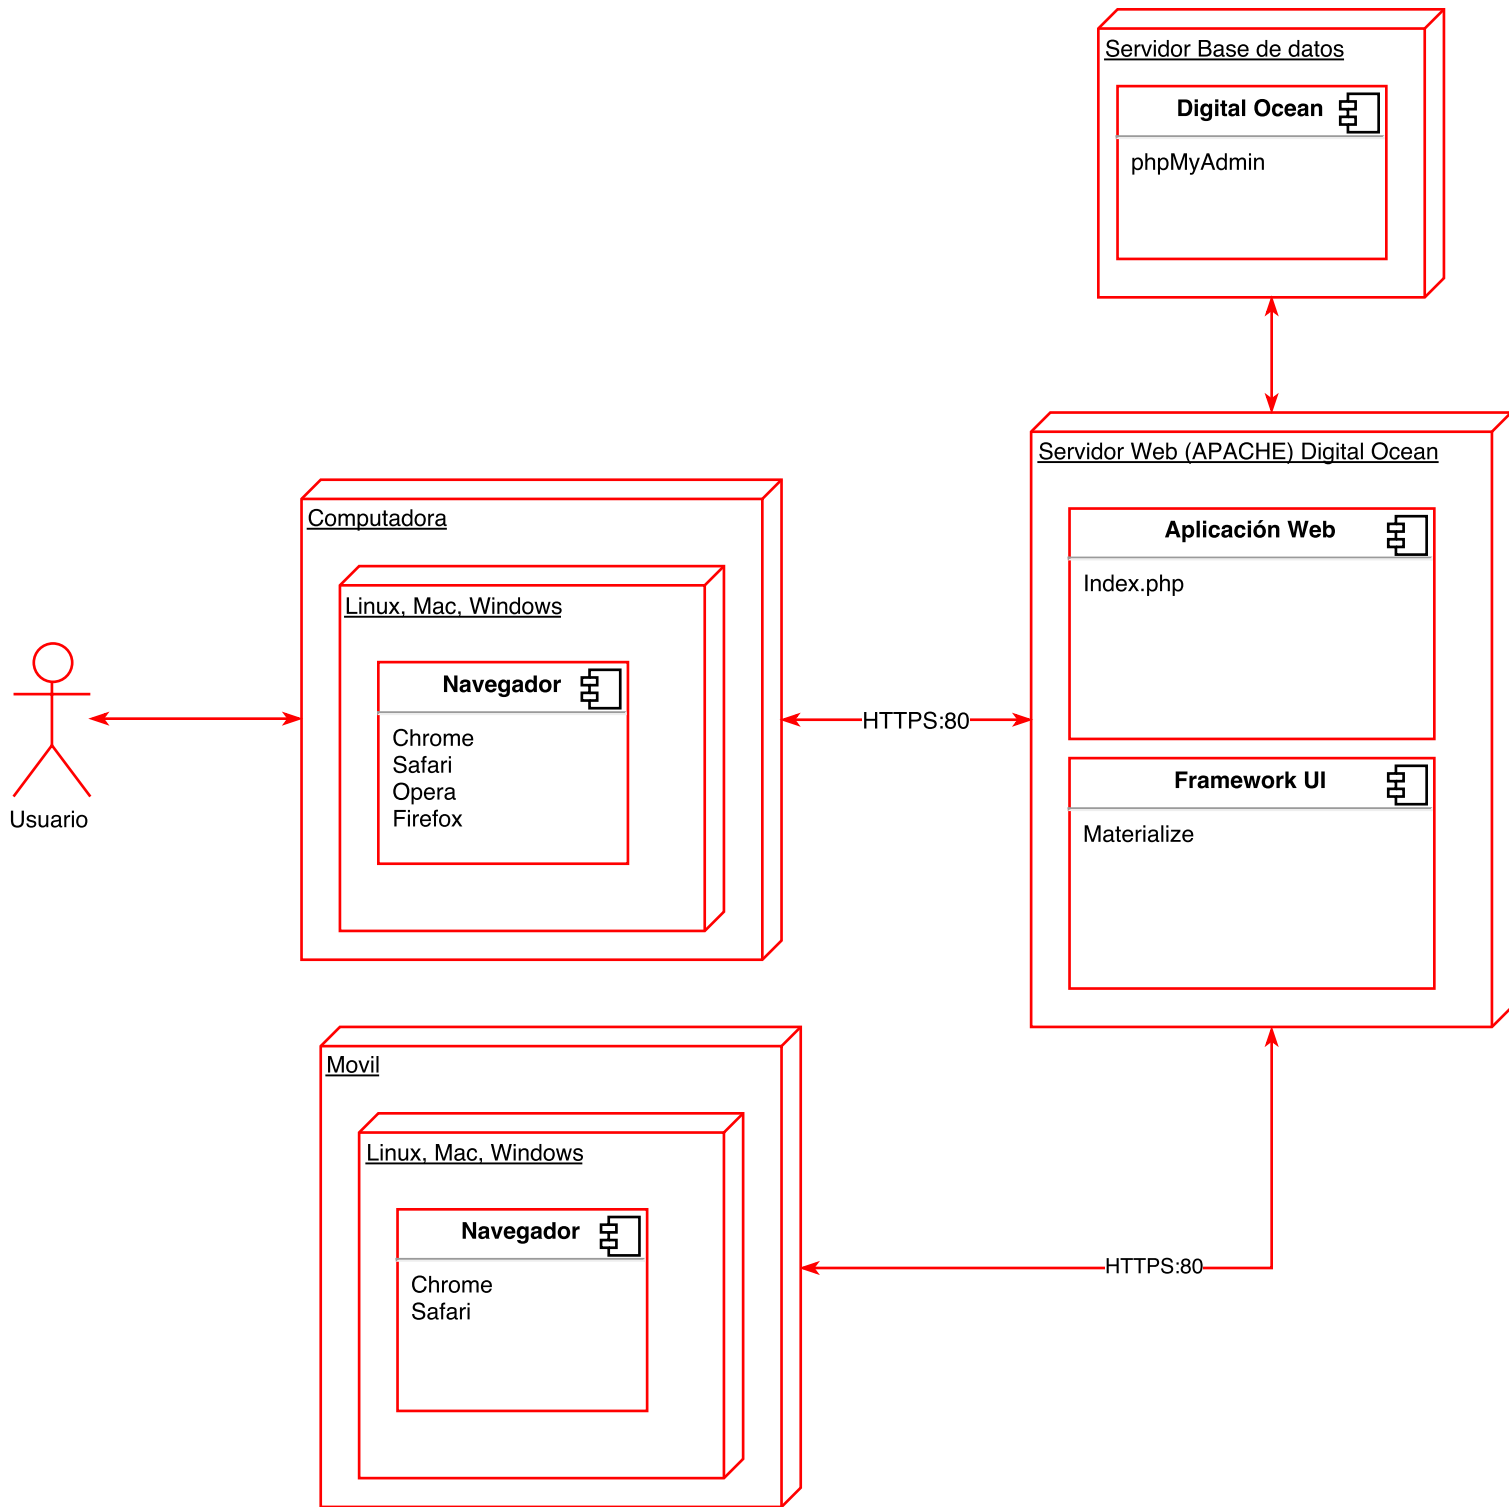 Servidor Base de datos
Digital Ocean
phpMyAdmin
Servidor Web (APACHE) Digital Ocean
Aplicación Web
Index.php
Framework UI
Materialize
Computadora
Linux, Mac, Windows
Navegador
Chrome
Safari
Opera
Firefox
HTTPS:80
Usuario
Movil
Linux, Mac, Windows
Navegador
Chrome
Safari
HTTPS:80